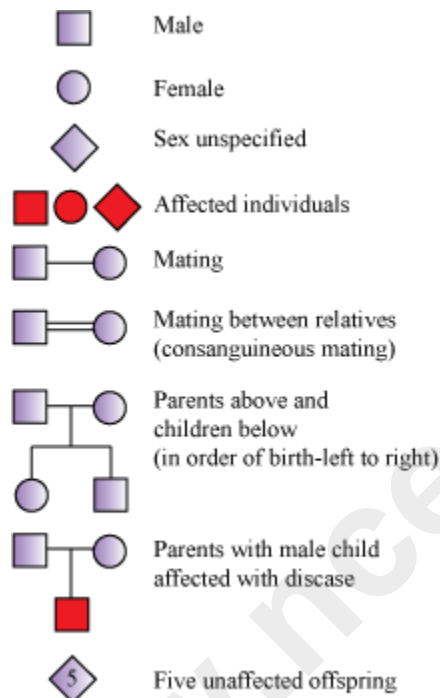 Male
Female
Sex unspecified
Affected individuals
Mating
Mating between relatives
(consanguineous mating)
Parents above and
children below
(in order of birth-left to right)
Parents with male child
affected with discase
5
Five unaffected offspring